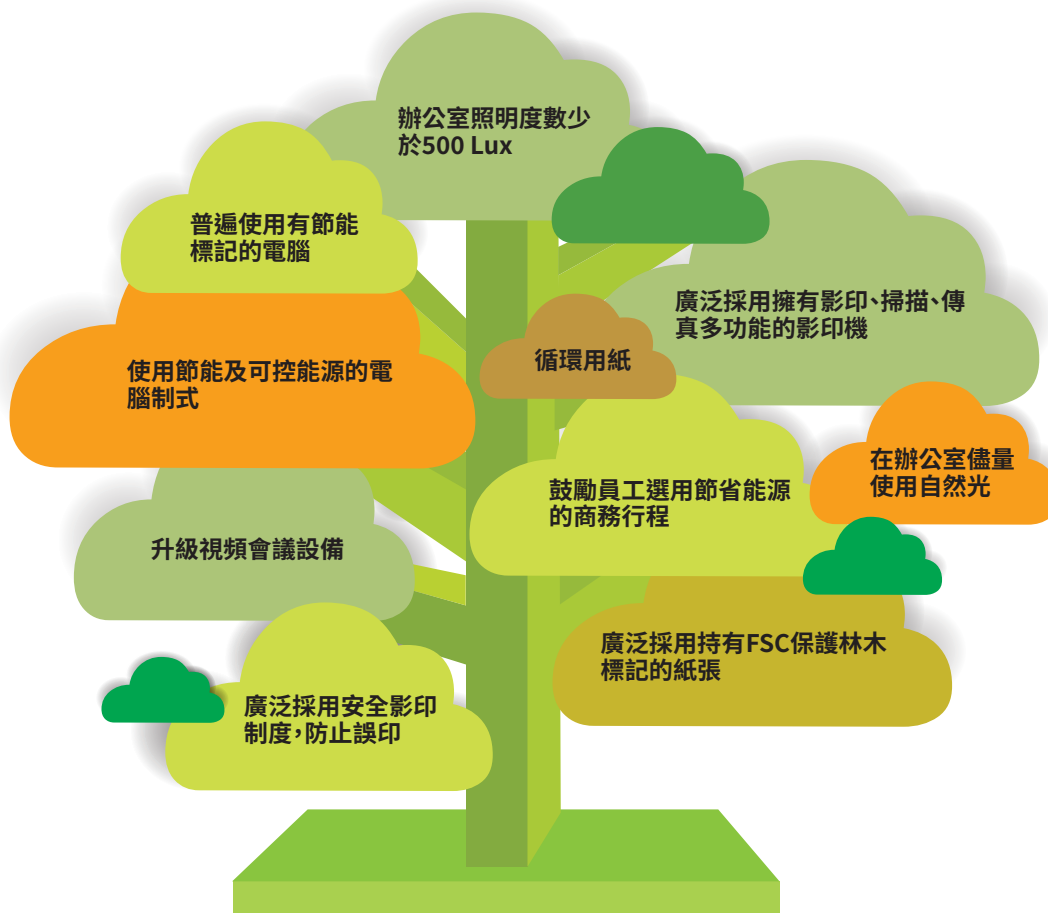 辦公室照明度數少
於500 Lux
普遍使用有節能
標記的電腦
廣泛採用擁有影印、掃描、傳
真多功能的影印機
循環用紙
使用節能及可控能源的電
腦制式
在辦公室儘量
使用自然光
鼓勵員工選用節省能源
的商務行程
升級視頻會議設備
廣泛採用持有FSC保護林木
標記的紙張
廣泛採用安全影印
制度，防止誤印